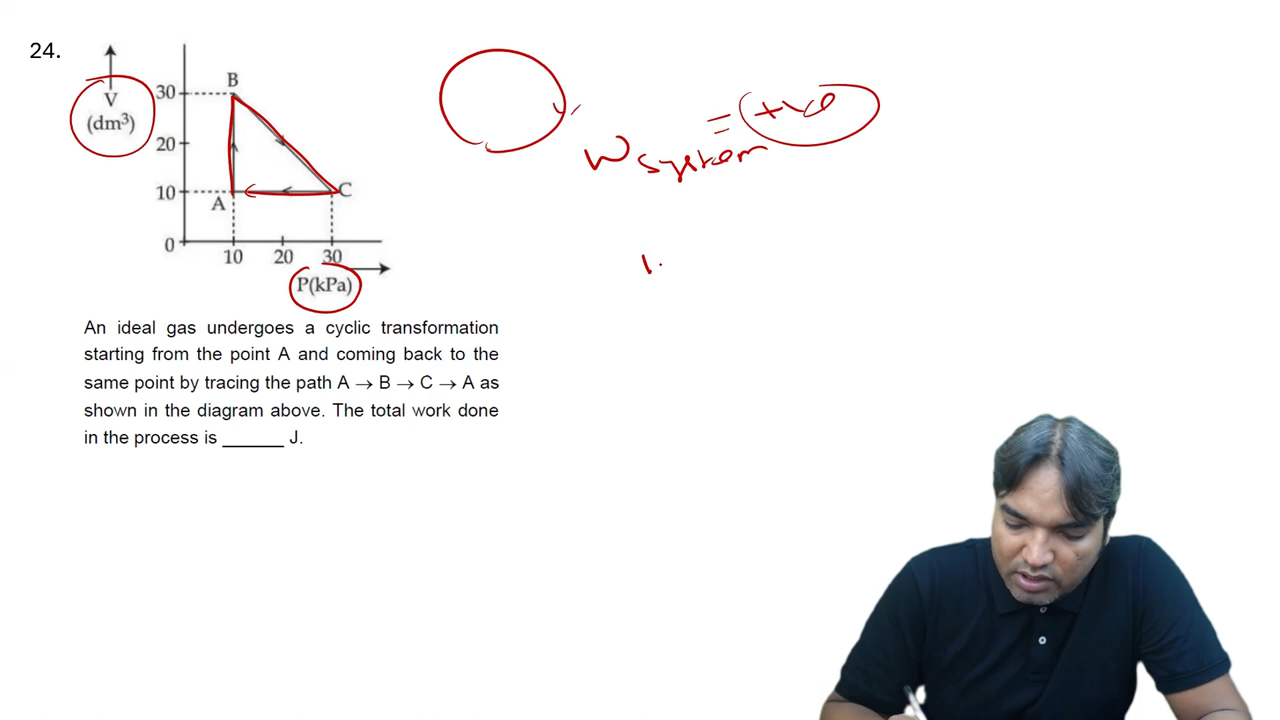 24.
V
(dm³)
30
20
10
0
B
A
C
10 20 30
P(kPa)
W system = +ve
An ideal gas undergoes a cyclic transformation
starting from the point A and coming back to the
same point by tracing the path A → B → C → A as
shown in the diagram above. The total work done
in the process is ______ J.